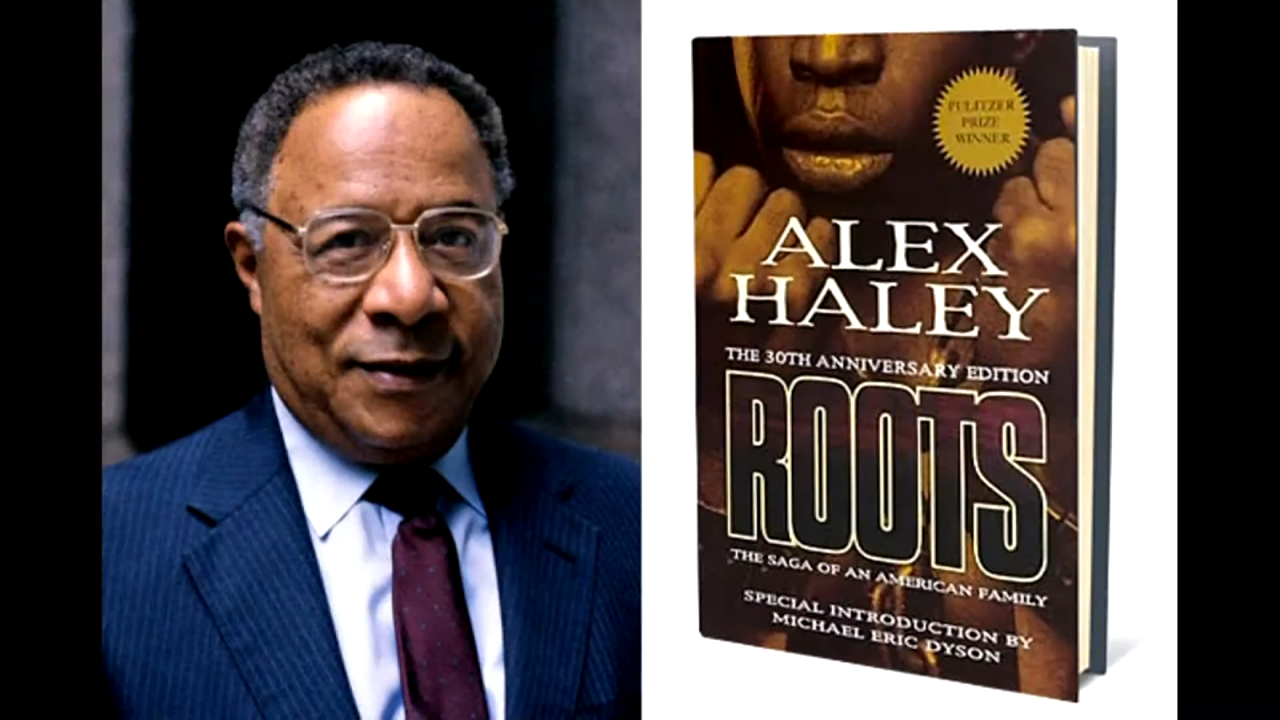 PULITZER
PRIZE
WINNER
ALEX
HALEY
THE 30TH ANNIVERSARY EDITION
ROOTS
THE SAGA OF AN AMERICAN FAMILY
SPECIAL INTRODUCTION BY
MICHAEL ERIC DYSON